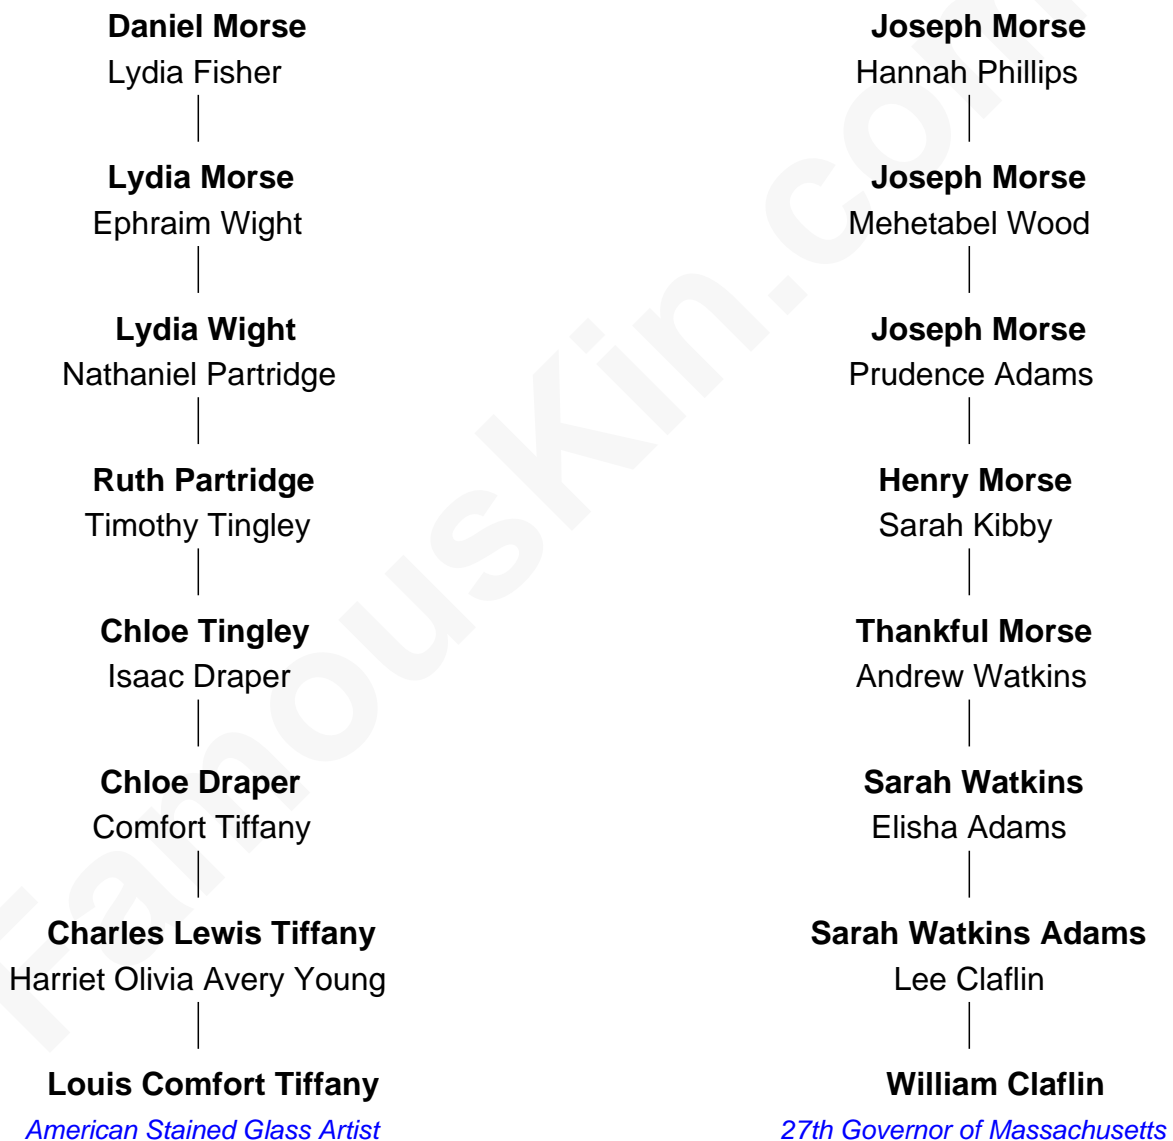 Daniel Morse
Lydia Fisher
Lydia Morse
Ephraim Wight
Lydia Wight
Nathaniel Partridge
Ruth Partridge
Timothy Tingley
Chloe Tingley
Isaac Draper
Chloe Draper
Comfort Tiffany
Charles Lewis Tiffany
Harriet Olivia Avery Young
Louis Comfort Tiffany
American Stained Glass Artist
Joseph Morse
Hannah Phillips
Joseph Morse
Mehetabel Wood
Joseph Morse
Prudence Adams
Henry Morse
Sarah Kibby
Thankful Morse
Andrew Watkins
Sarah Watkins
Elisha Adams
Sarah Watkins Adams
Lee Claflin
William Claflin
27th Governor of Massachusetts
FamousKin.com